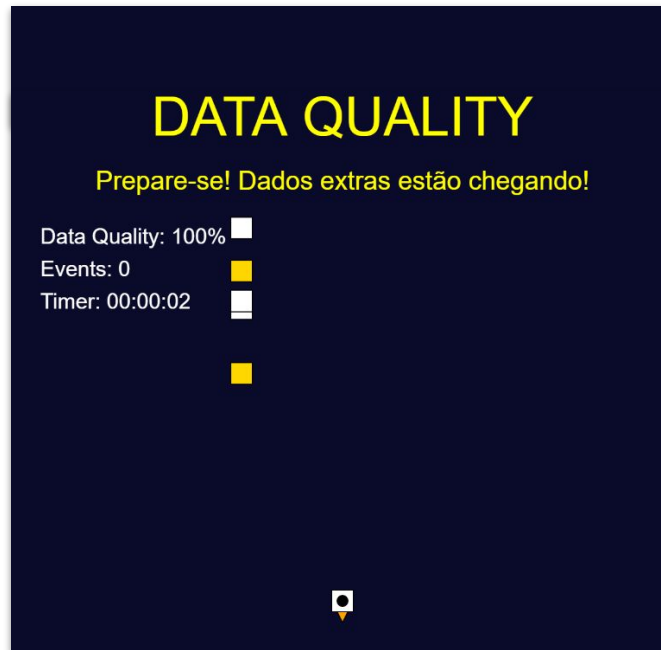 DATA QUALITY
Prepare-se! Dados extras estão chegando!
Data Quality: 100%
Events: 0
Timer: 00:00:02